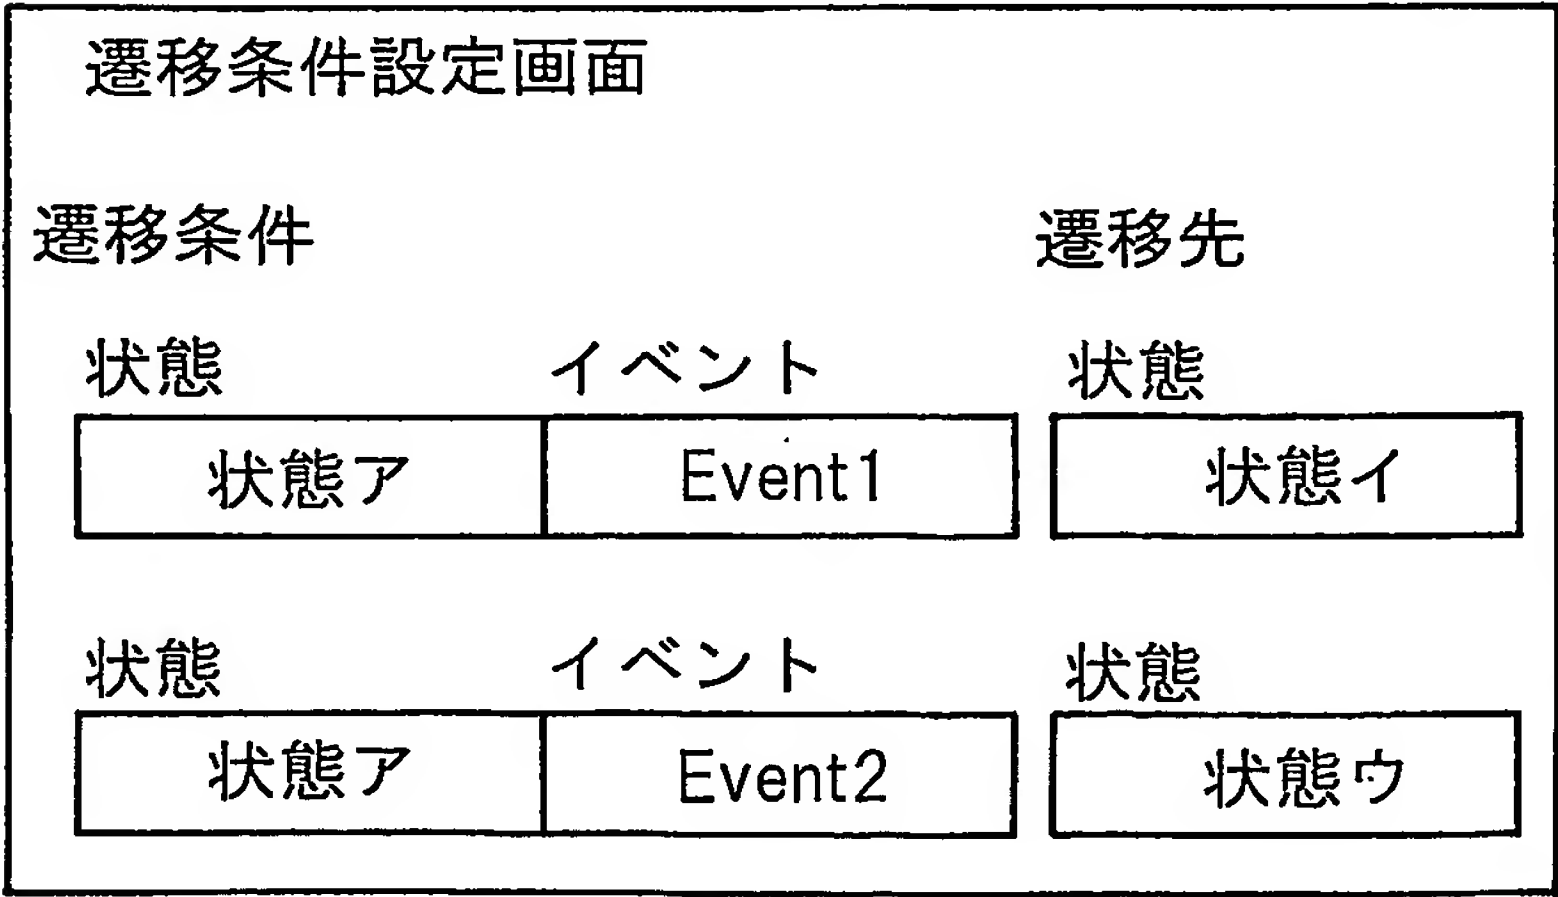 遷移条件設定画面
遷移条件 遷移先
状態 イベント 状態
状態ア Event1 状態イ
状態 イベント 状態
状態ア Event2 状態ウ